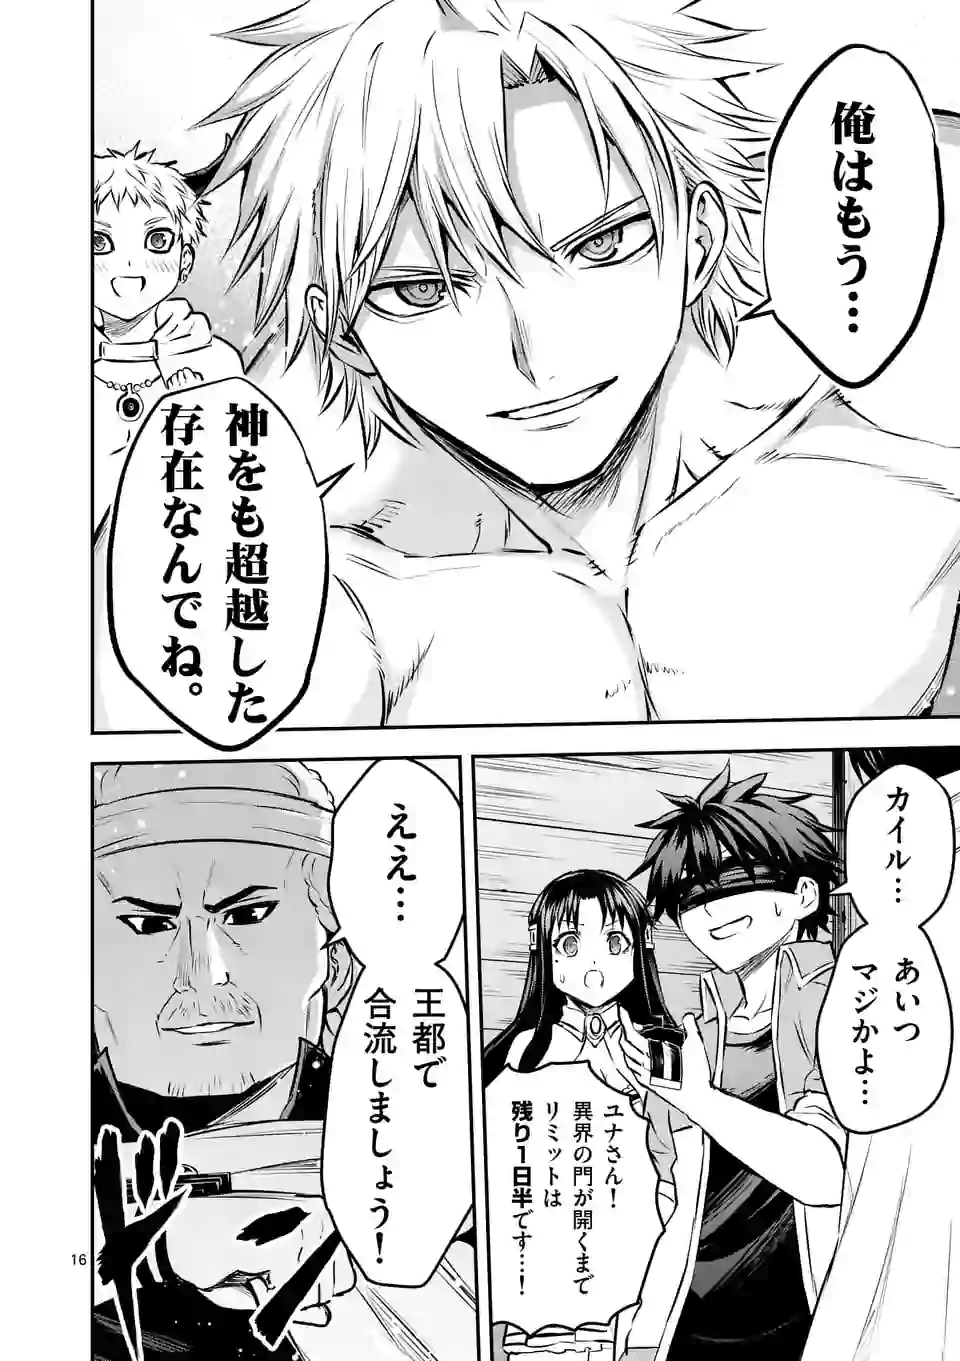 俺はもう…
神をも超越した
存在なんでね。
カイル…
あいつ
マジかよ…
ユナさん！
異界の門が開くまで
リミットは
残り1日半です…！
ええ…
王都で
合流しましょう！
ドド
16